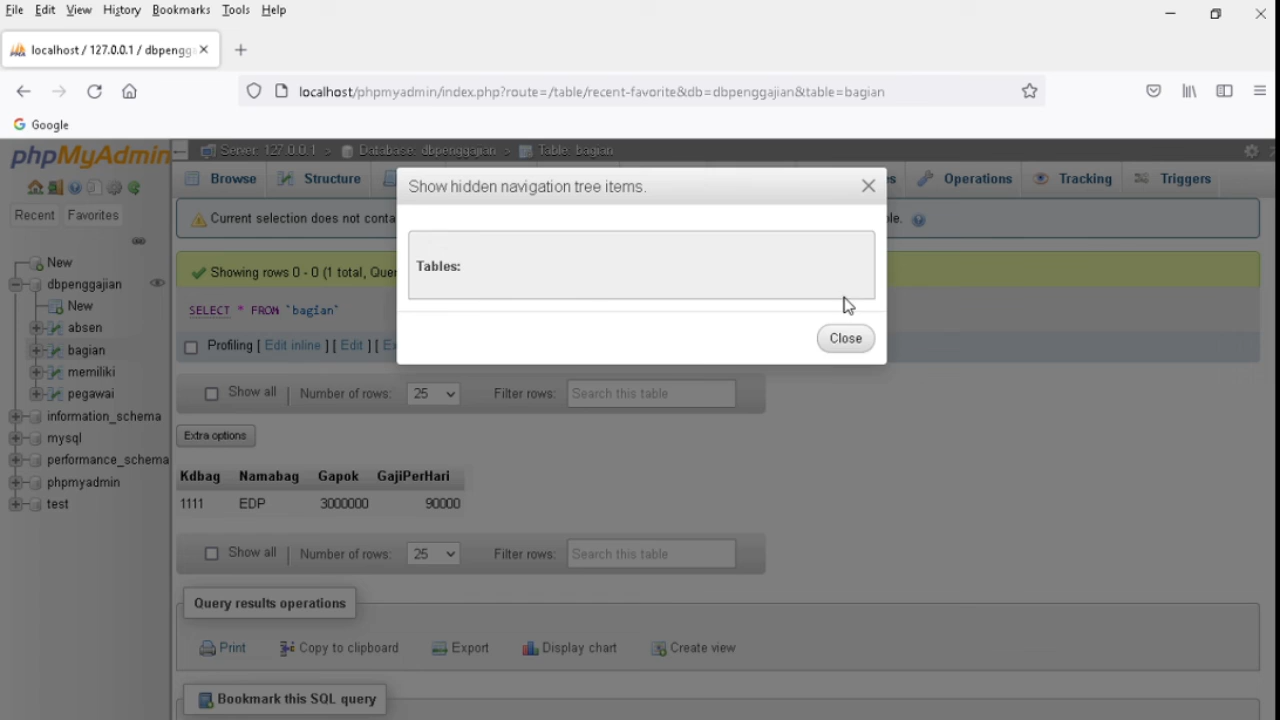 File Edit View History Bookmarks Tools Help
localhost / 127.0.0.1 / dbpengga
localhost/phpmyadmin/index.php?route=/table/recent-favorite&db=dbpenggajian&table=bagian
Google
phpMyAdmin
Server: 127.0.0.1 > Database: dbpenggajian > Table: bagian
Browse Structure Operations Tracking Triggers
Show hidden navigation tree items.
Recent Favorites
Current selection does not conta
le.
Tables:
Close
New
dbpenggajian
New
absen
bagian
memiliki
pegawai
information_schema
mysql
performance_schema
phpmyadmin
test
Showing rows 0 - 0 (1 total, Quer
SELECT * FROM `bagian`
Profiling [ Edit inline ] [ Edit ] [ Ex
Show all Number of rows: 25 Filter rows: Search this table
Extra options
Kdbag Namabag Gapok GajiPerHari
1111 EDP 3000000 90000
Show all Number of rows: 25 Filter rows: Search this table
Query results operations
Print Copy to clipboard Export Display chart Create view
Bookmark this SQL query